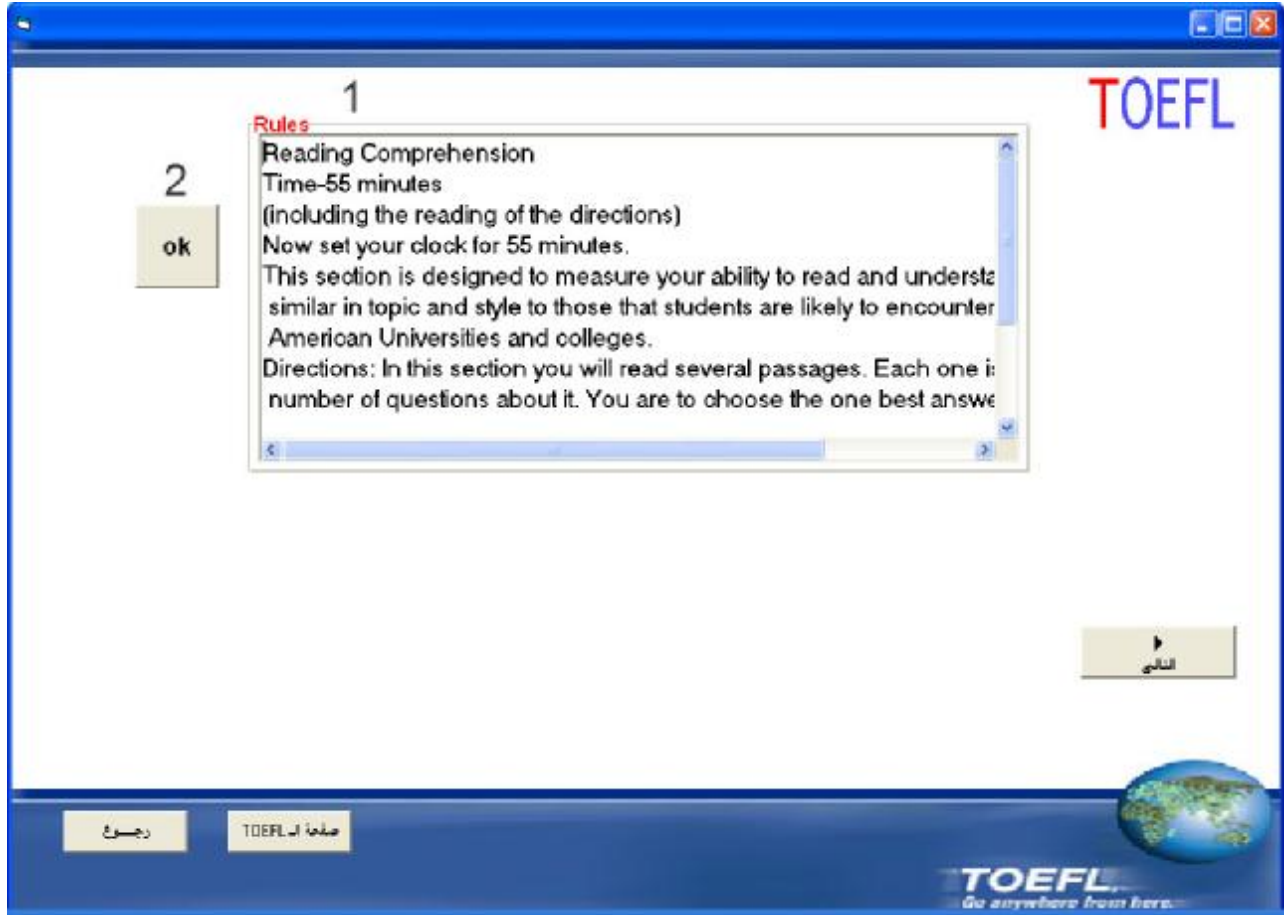 1
TOEFL
Rules
Reading Comprehension
Time-55 minutes
(including the reading of the directions)
Now set your clock for 55 minutes.
This section is designed to measure your ability to read and understa
similar in topic and style to those that students are likely to encounter
American Universities and colleges.
Directions: In this section you will read several passages. Each one is
number of questions about it. You are to choose the one best answe
2
ok
التالي
رجـــوع
صفحة الـ TOEFL
TOEFL
Go anywhere from here.